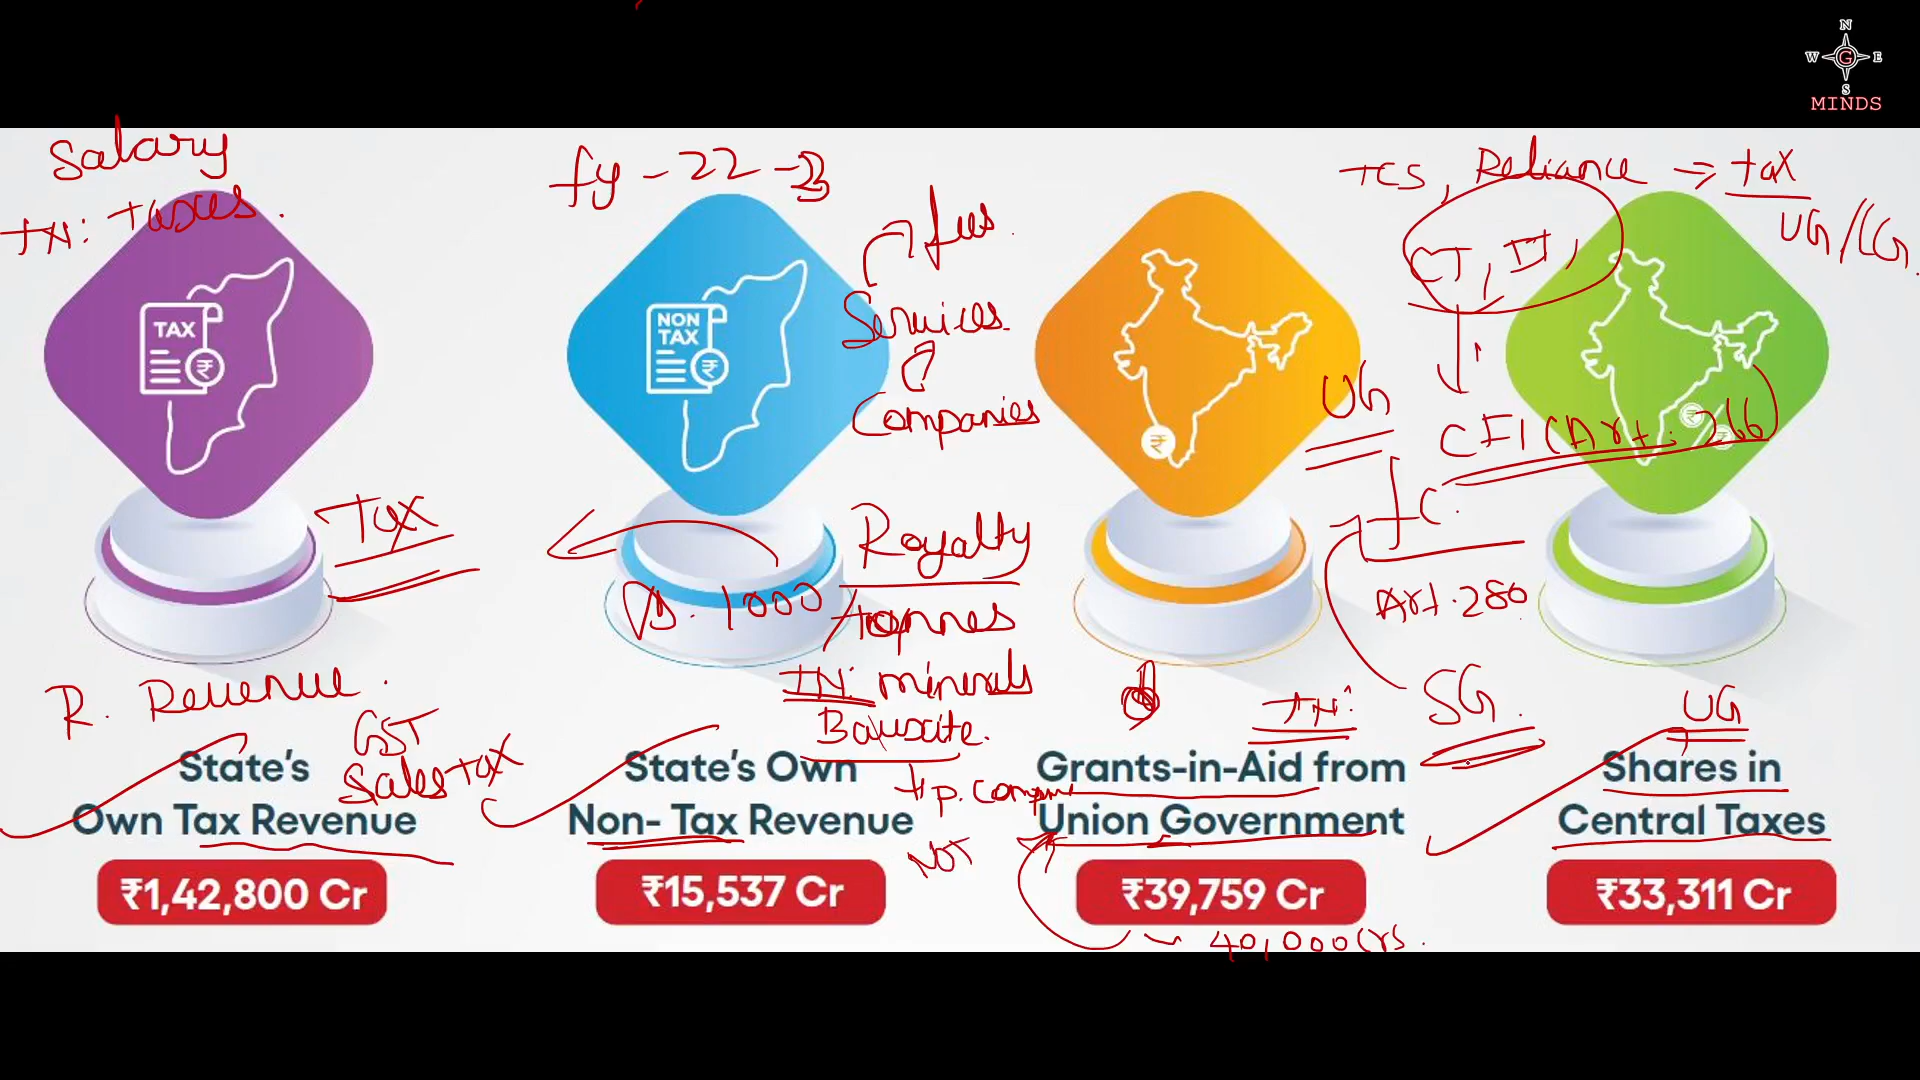 N
W G E
S
MINDS
Salary
TN: Taxes.
fy - 22 - 23
fees.
Services
Companies
TCS, Reliance => tax
UG/CG.
CT, IT,
TAX
NON
TAX
UG
CFI (Art: 266)
Tax
Royalty
Rs. 1000/tonnes
TN: minerals
Bauxite.
Art. 280
R. Revenue.
GST
Sales tax
TN:
SG.
UG
State's
Own Tax Revenue
₹1,42,800 Cr
State's Own
Non- Tax Revenue
₹15,537 Cr
Grants-in-Aid from
Union Government
₹39,759 Cr
~ 40,000 Crs.
Shares in
Central Taxes
₹33,311 Cr